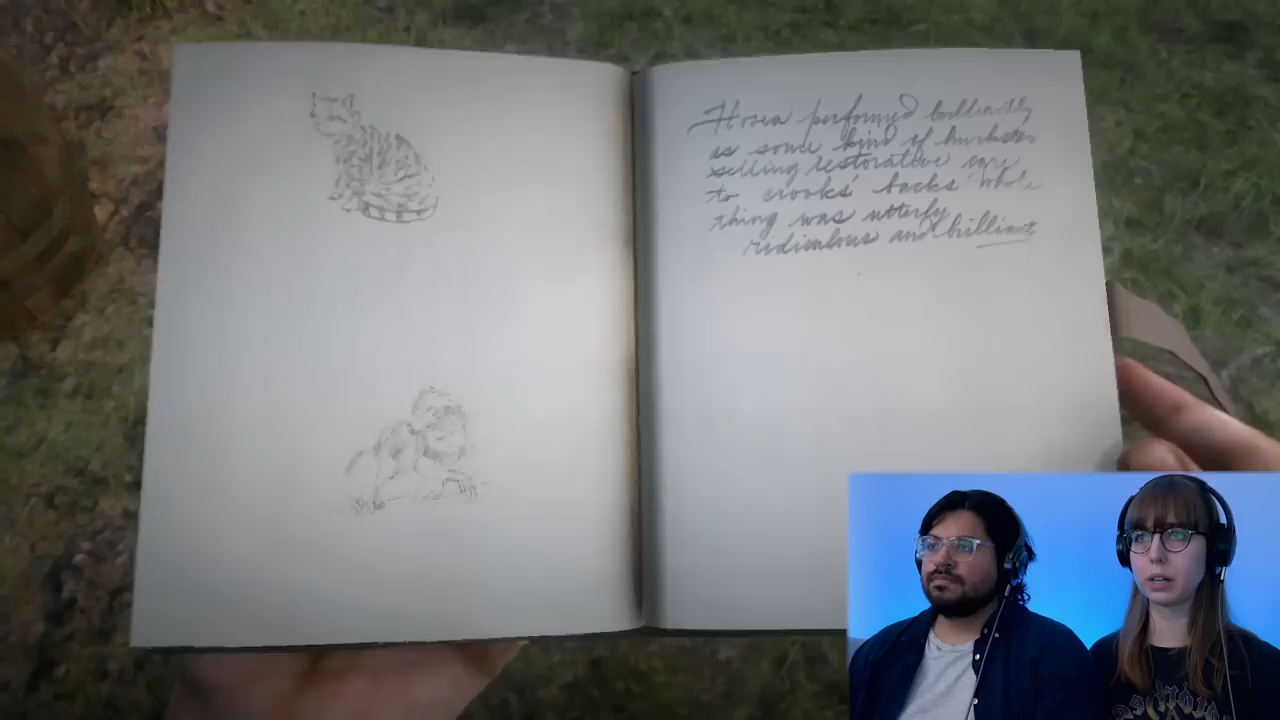 Hosea performed brilliantly
as some kind of huckster
selling restorative
to crooks' backs Whole
thing was utterly
ridiculous and brilliant